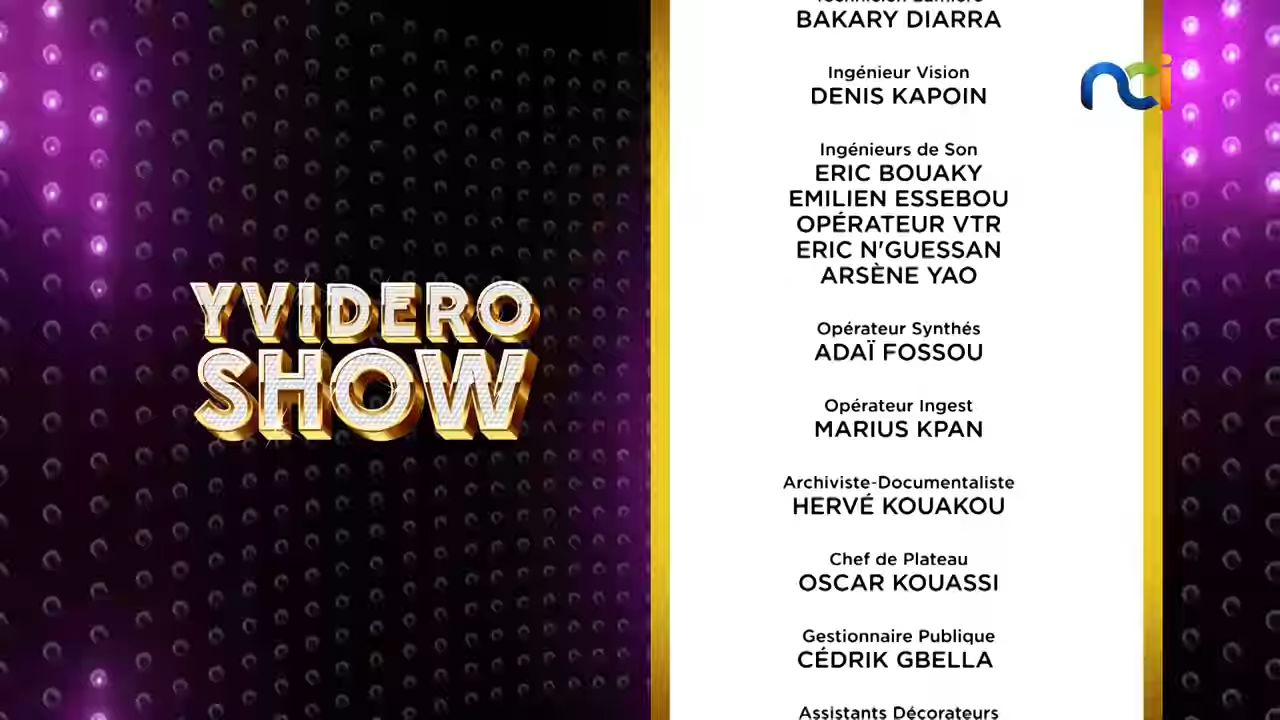 YVIDERO
SHOW
Technicien Lumière
BAKARY DIARRA
Ingénieur Vision
DENIS KAPOIN
Ingénieurs de Son
ERIC BOUAKY
EMILIEN ESSEBOU
OPÉRATEUR VTR
ERIC N'GUESSAN
ARSÈNE YAO
Opérateur Synthés
ADAÏ FOSSOU
Opérateur Ingest
MARIUS KPAN
Archiviste-Documentaliste
HERVÉ KOUAKOU
Chef de Plateau
OSCAR KOUASSI
Gestionnaire Publique
CÉDRIK GBELLA
Assistants Décorateurs
nci